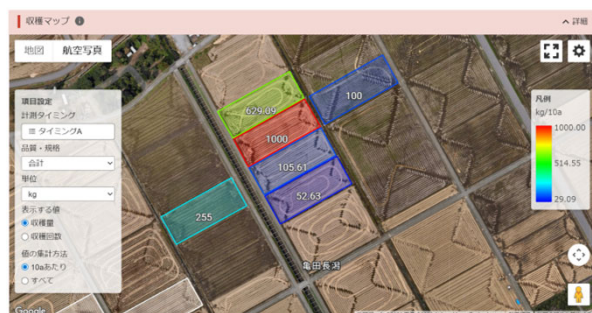 収穫マップ
詳細
地図 航空写真
項目設定
計測タイミング
タイミングA
品質・規格
合計
単位
kg
表示する値
収穫量
収穫回数
値の集計方法
10aあたり
すべて
629.09
100
1000
105.61
52.63
255
亀田長潟
凡例
kg/10a
1000.00
514.55
29.09
Google